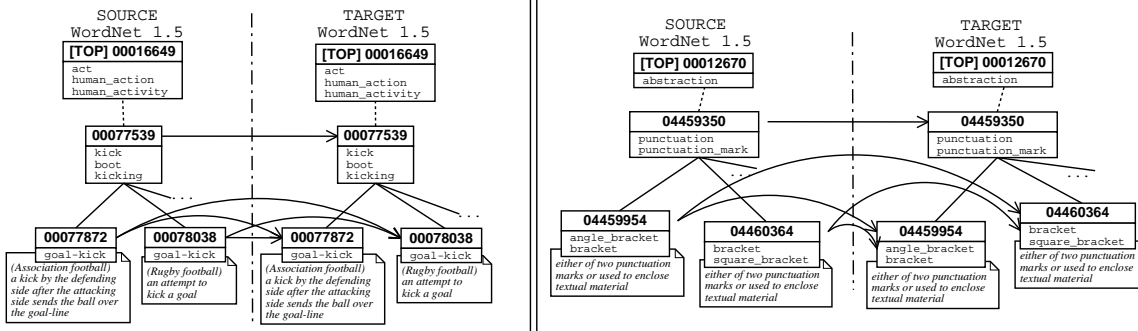 SOURCE
WordNet 1.5
[TOP] 00016649
act
human_action
human_activity
00077539
kick
boot
kicking
...
00077872
goal-kick
(Association football)
a kick by the defending
side after the attacking
side sends the ball over
the goal-line
00078038
goal-kick
(Rugby football)
an attempt to
kick a goal
TARGET
WordNet 1.5
[TOP] 00016649
act
human_action
human_activity
00077539
kick
boot
kicking
...
00077872
goal-kick
(Association football)
a kick by the defending
side after the attacking
side sends the ball over
the goal-line
00078038
goal-kick
(Rugby football)
an attempt to
kick a goal
SOURCE
WordNet 1.5
[TOP] 00012670
abstraction
04459350
punctuation
punctuation_mark
...
04459954
angle_bracket
bracket
either of two punctuation
marks or used to enclose
textual material
04460364
bracket
square_bracket
either of two punctuation
marks or used to enclose
textual material
TARGET
WordNet 1.5
[TOP] 00012670
abstraction
04459350
punctuation
punctuation_mark
...
04459954
angle_bracket
bracket
either of two punctuation
marks or used to enclose
textual material
04460364
bracket
square_bracket
either of two punctuation
marks or used to enclose
textual material